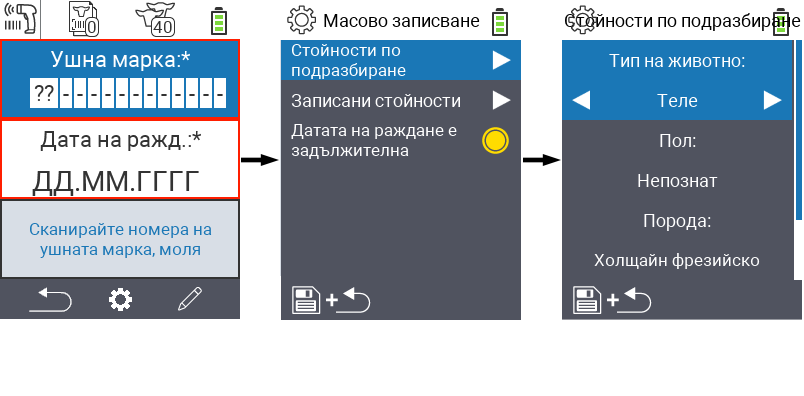 0
40
Ушна марка:*
??-----------
Дата на ражд.:*
ДД.ММ.ГГГГ
Сканирайте номера на
ушната марка, моля
Масово записване
Стойности по
подразбиране
Записани стойности
Датата на раждане е
задължителна
+
Стойности по подразбиране
Тип на животно:
Теле
Пол:
Непознат
Порода:
Холщайн фрезийско
+